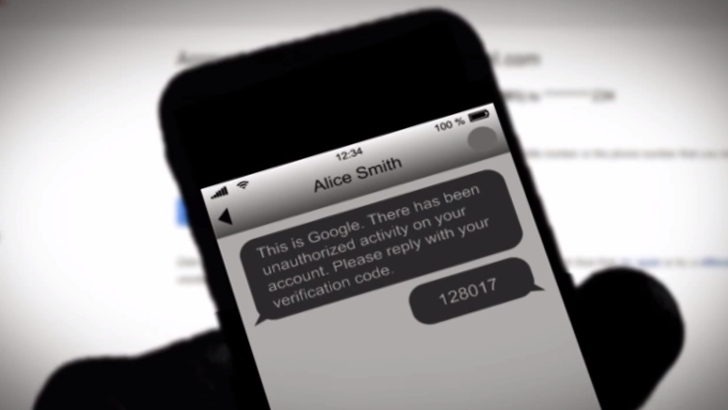 100 %
12:34
Alice Smith
This is Google. There has been
unauthorized activity on your
account. Please reply with your
verification code.
128017